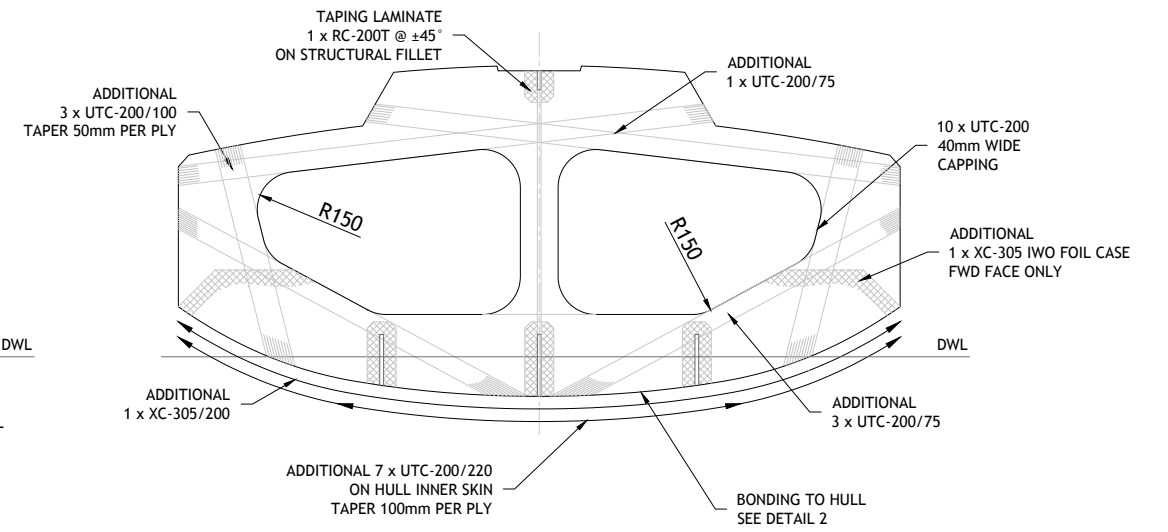 TAPING LAMINATE
1 x RC-200T @ ±45°
ON STRUCTURAL FILLET
ADDITIONAL
1 x UTC-200/75
ADDITIONAL
3 x UTC-200/100
TAPER 50mm PER PLY
10 x UTC-200
40mm WIDE
CAPPING
R150
R150
ADDITIONAL
1 x XC-305 IWO FOIL CASE
FWD FACE ONLY
DWL
DWL
ADDITIONAL
1 x XC-305/200
ADDITIONAL
3 x UTC-200/75
ADDITIONAL 7 x UTC-200/220
ON HULL INNER SKIN
TAPER 100mm PER PLY
BONDING TO HULL
SEE DETAIL 2